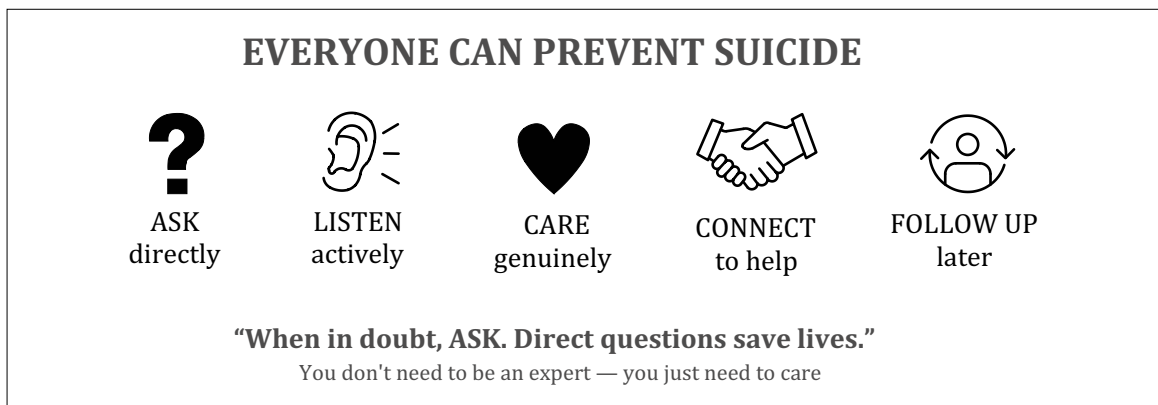 EVERYONE CAN PREVENT SUICIDE
ASK
directly
LISTEN
actively
CARE
genuinely
CONNECT
to help
FOLLOW UP
later
“When in doubt, ASK. Direct questions save lives.”
You don't need to be an expert — you just need to care